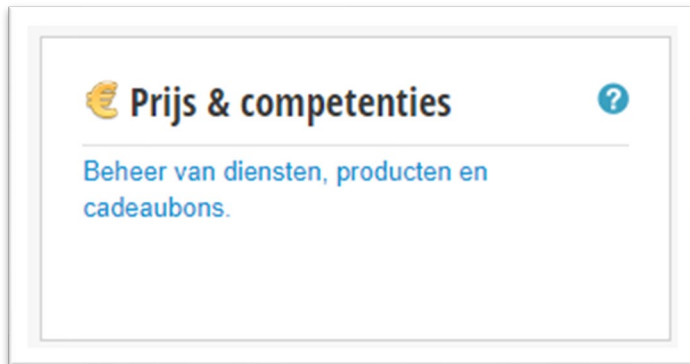 € Prijs & competenties ?
Beheer van diensten, producten en
cadeaubons.